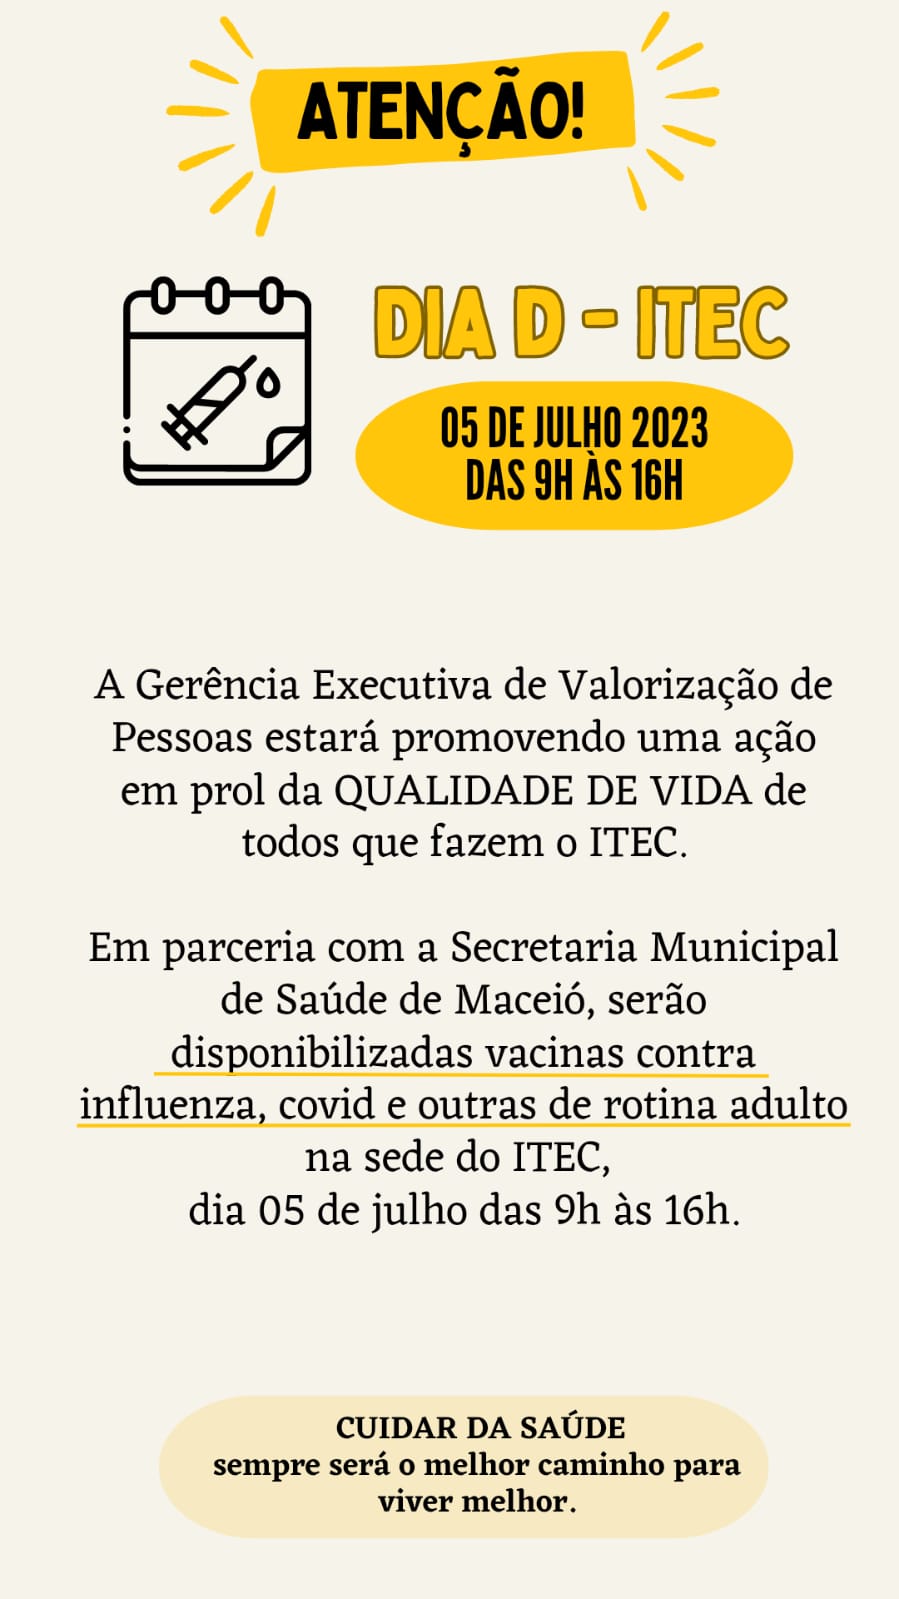 ATENÇÃO!
DIA D - ITEC
05 DE JULHO 2023
DAS 9H ÀS 16H
A Gerência Executiva de Valorização de
Pessoas estará promovendo uma ação
em prol da QUALIDADE DE VIDA de
todos que fazem o ITEC.
Em parceria com a Secretaria Municipal
de Saúde de Maceió, serão
disponibilizadas vacinas contra
influenza, covid e outras de rotina adulto
na sede do ITEC,
dia 05 de julho das 9h às 16h.
CUIDAR DA SAÚDE
sempre será o melhor caminho para
viver melhor.